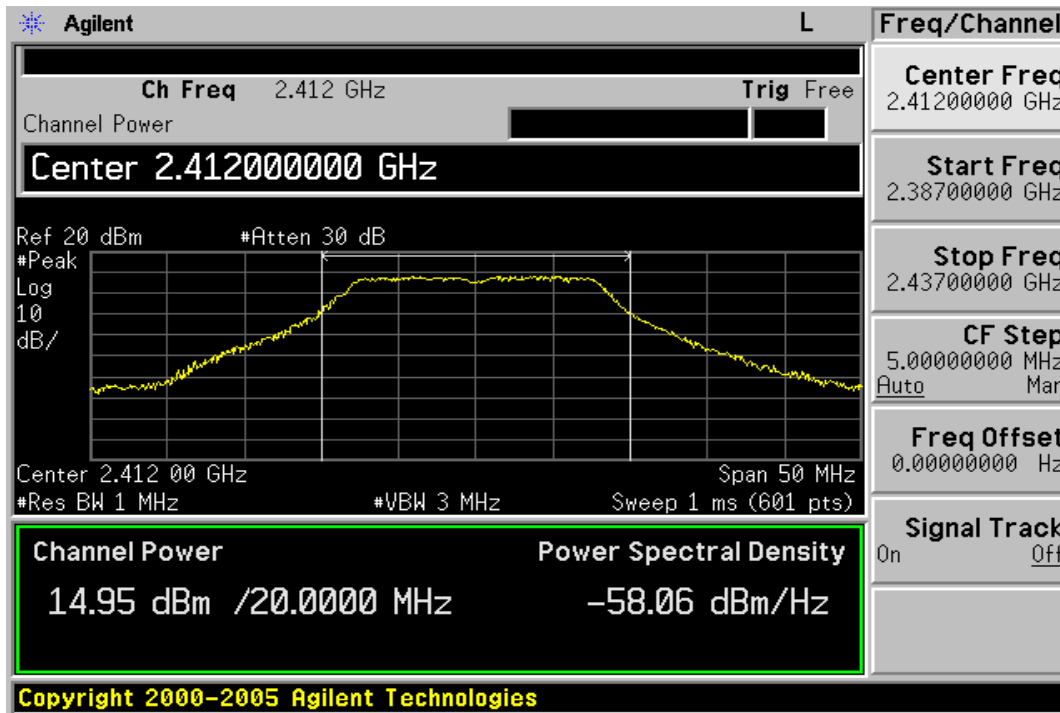 Agilent L Freq/Channel
Ch Freq 2.412 GHz Trig Free
Channel Power
Center 2.412000000 GHz
Ref 20 dBm #Atten 30 dB
#Peak
Log
10
dB/
Center 2.412 00 GHz Span 50 MHz
#Res BW 1 MHz #VBW 3 MHz Sweep 1 ms (601 pts)
Channel Power Power Spectral Density
14.95 dBm /20.0000 MHz -58.06 dBm/Hz
Copyright 2000-2005 Agilent Technologies
Center Freq
2.41200000 GHz
Start Freq
2.38700000 GHz
Stop Freq
2.43700000 GHz
CF Step
5.00000000 MHz
Auto Man
Freq Offset
0.00000000 Hz
Signal Track
On Off